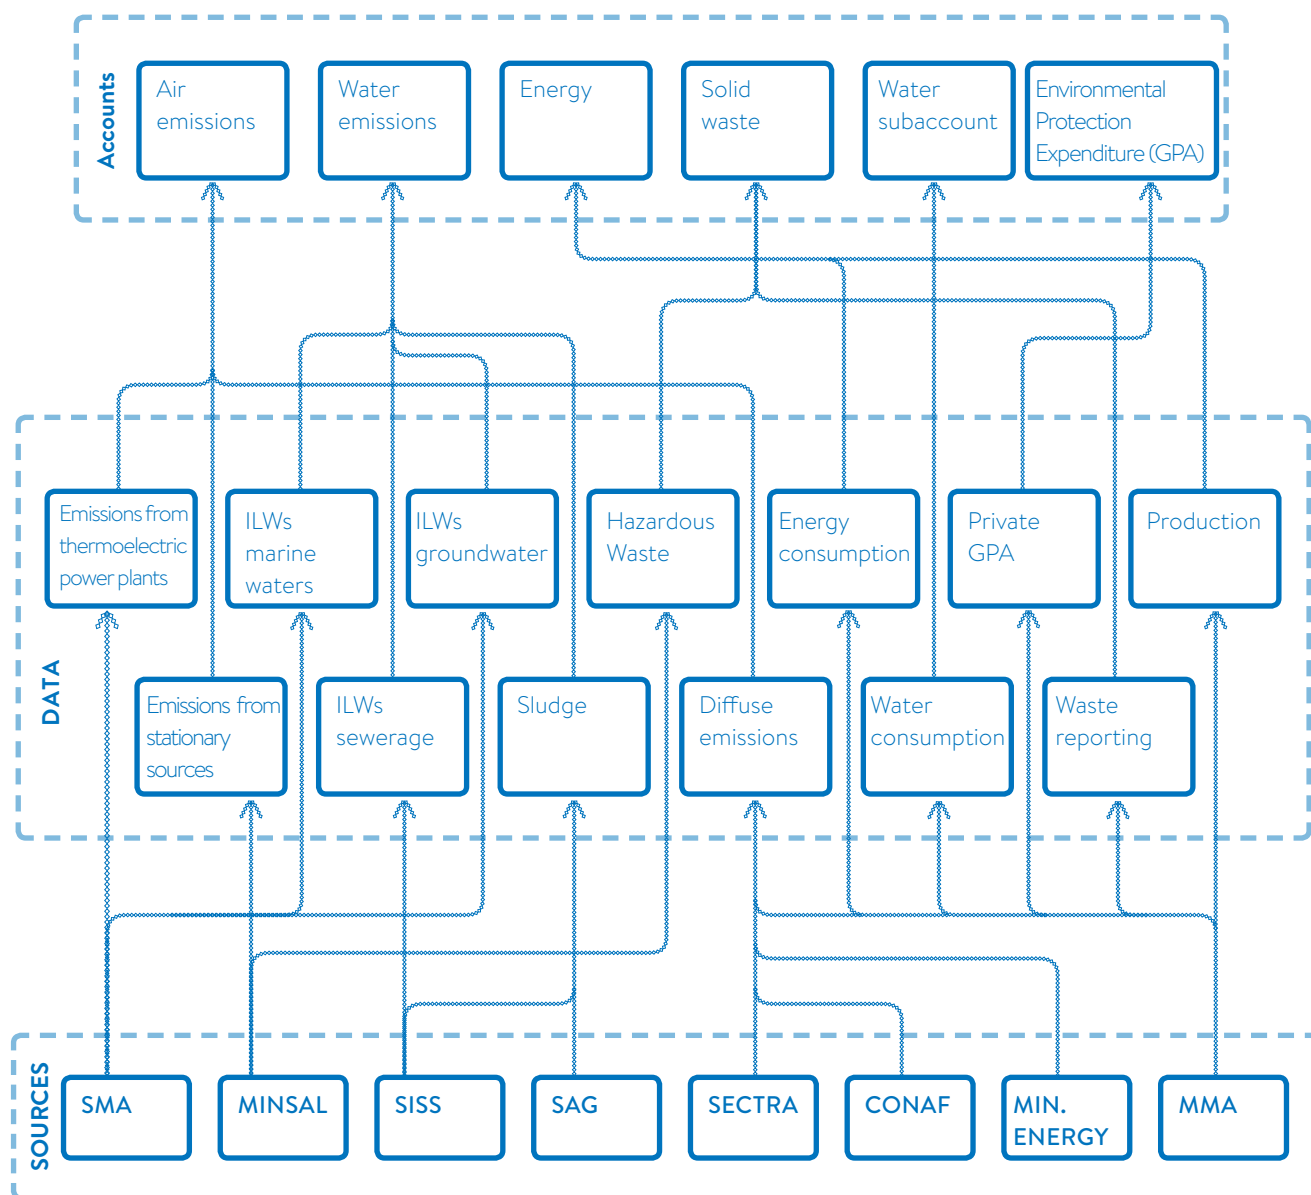 Accounts
Air
emissions
Water
emissions
Energy
Solid
waste
Water
subaccount
Environmental
Protection
Expenditure (GPA)
DATA
Emissions from
thermoelectric
power plants
ILWs
marine
waters
ILWs
groundwater
Hazardous
Waste
Energy
consumption
Private
GPA
Production
Emissions from
stationary
sources
ILWs
sewerage
Sludge
Diffuse
emissions
Water
consumption
Waste
reporting
SOURCES
SMA
MINSAL
SISS
SAG
SECTRA
CONAF
MIN.
ENERGY
MMA